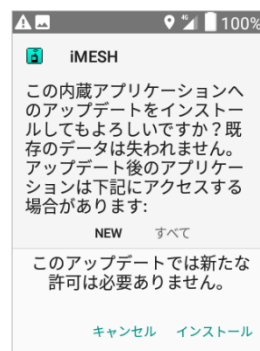 100%
iMESH
この内蔵アプリケーションへ
のアップデートをインストー
ルしてもよろしいですか？既
存のデータは失われません。
アップデート後のアプリケー
ションは下記にアクセスする
場合があります:
NEW すべて
このアップデートでは新たな
許可は必要ありません。
キャンセル インストール